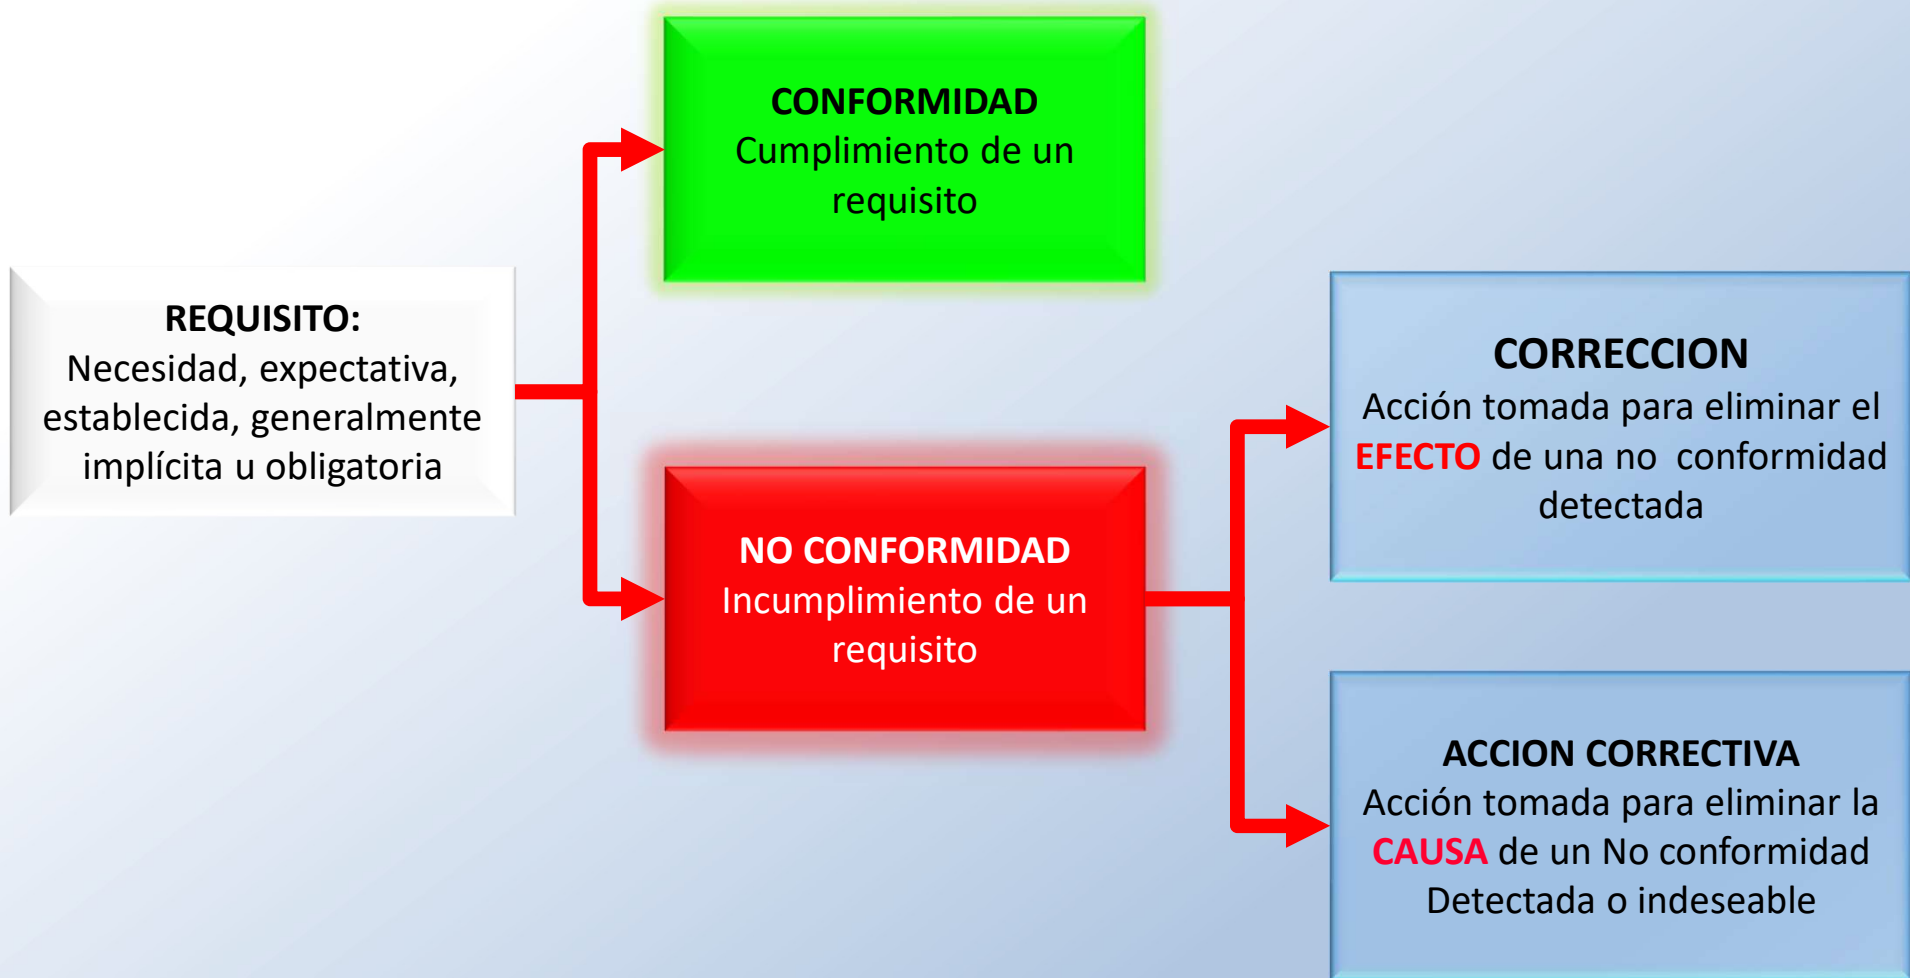 CONFORMIDAD
Cumplimiento de un
requisito
REQUISITO:
Necesidad, expectativa,
establecida, generalmente
implícita u obligatoria
NO CONFORMIDAD
Incumplimiento de un
requisito
CORRECCION
Acción tomada para eliminar el
EFECTO de una no  conformidad
detectada
ACCION CORRECTIVA
Acción tomada para eliminar la
CAUSA de un No conformidad
Detectada o indeseable